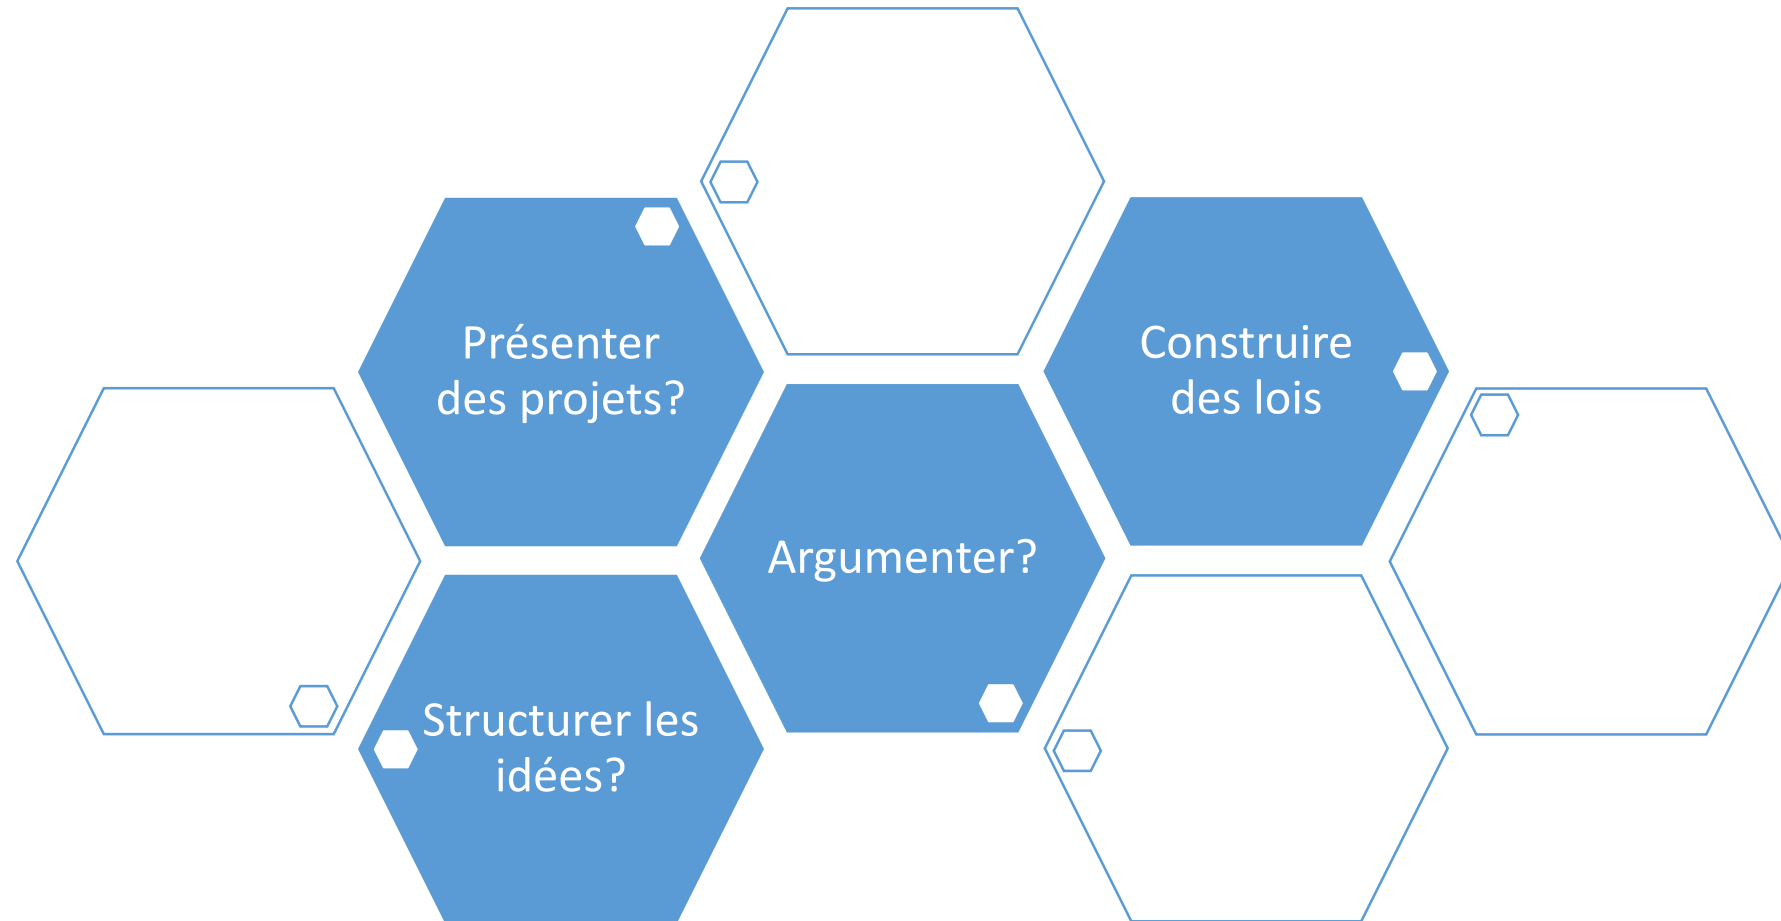 Présenter
des projets?
Construire
des lois
Argumenter?
Structurer les
idées?